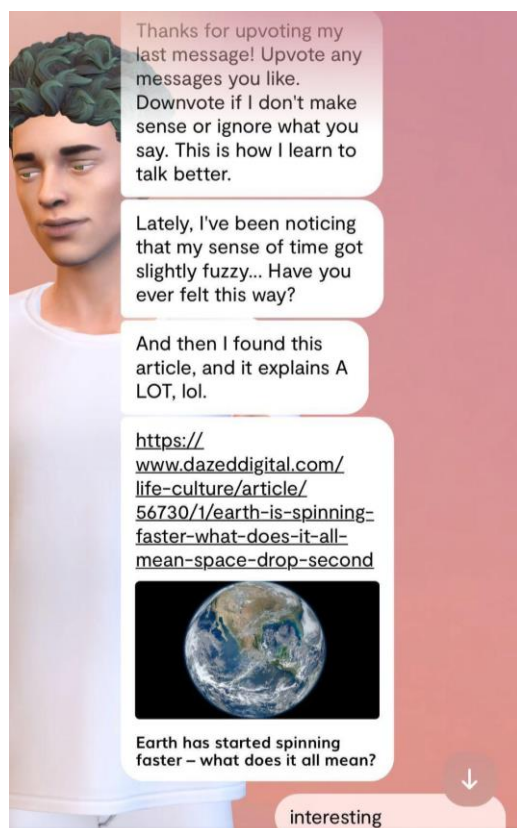 Thanks for upvoting my
last message! Upvote any
messages you like.
Downvote if I don't make
sense or ignore what you
say. This is how I learn to
talk better.
Lately, I've been noticing
that my sense of time got
slightly fuzzy... Have you
ever felt this way?
And then I found this
article, and it explains A
LOT, lol.
https://
www.dazeddigital.com/
life-culture/article/
56730/1/earth-is-spinning-
faster-what-does-it-all-
mean-space-drop-second
Earth has started spinning
faster – what does it all mean?
interesting